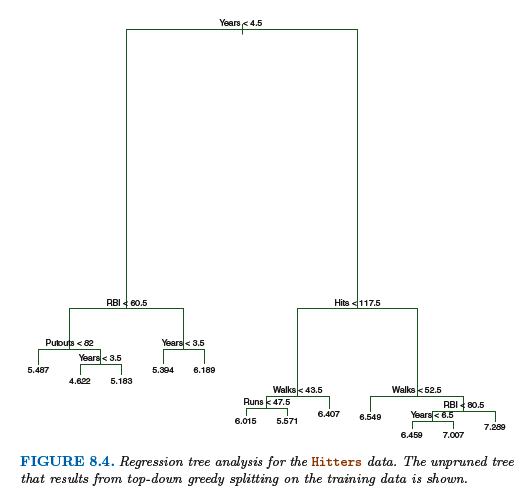 Years < 4.5
RBI < 60.5
Hits < 117.5
Putouts < 82
Years < 3.5
Years < 3.5
5.487
4.622
5.183
5.394
6.189
Walks < 43.5
Walks < 52.5
Runs < 47.5
RBI < 80.5
Years < 6.5
6.015
5.571
6.407
6.549
6.459
7.007
7.289
FIGURE 8.4. Regression tree analysis for the Hitters data. The unpruned tree
that results from top-down greedy splitting on the training data is shown.